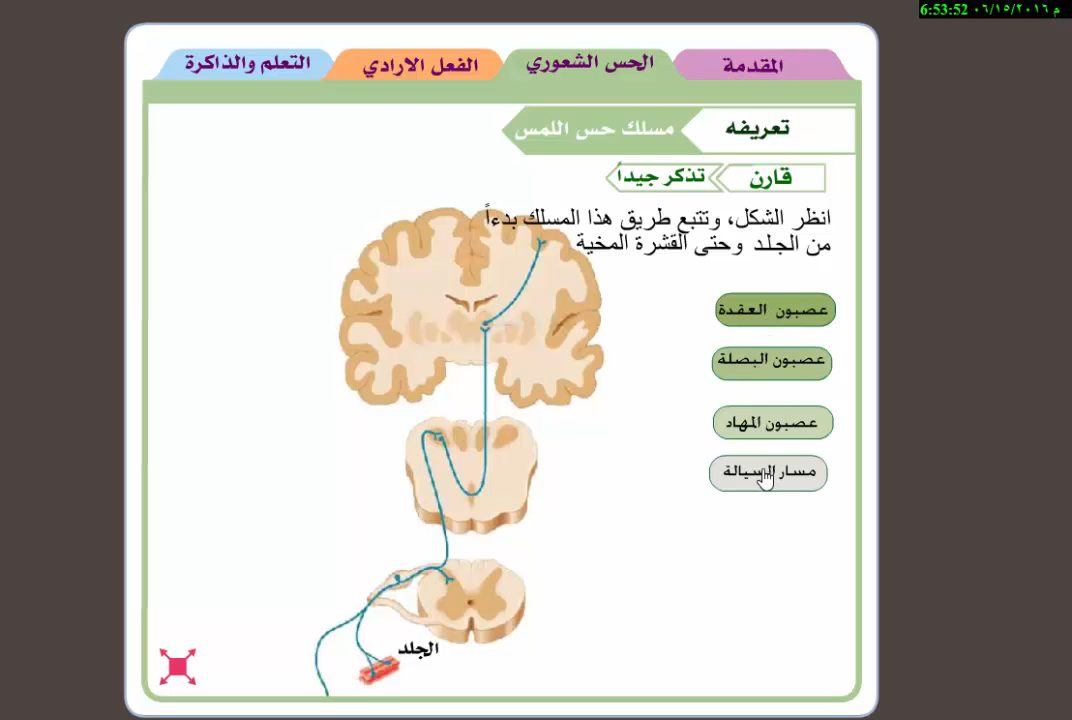 6:53:52 م ٠٦/١٥/٢٠١٦
المقدمة
الحس الشعوري
الفعل الارادي
التعلم والذاكرة
تعريفه
مسلك حس اللمس
قارن
تذكر جيدا
انظر الشكل، وتتبع طريق هذا المسلك بدءاً
من الجلد وحتى القشرة المخية
عصبون العقدة
عصبون البصلة
عصبون المهاد
مسار السيالة
الجلد